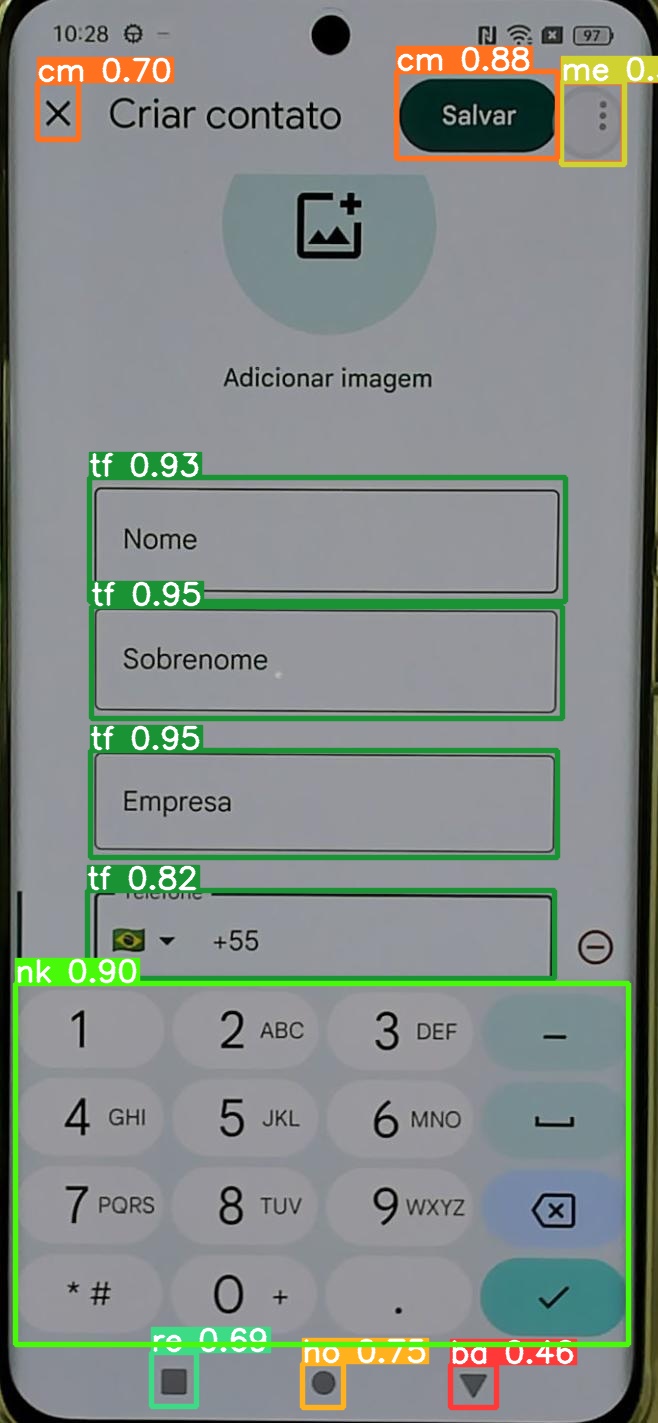 10:28 97
cm 0.70
cm 0.88
me 0.
Criar contato
Salvar
Adicionar imagem
tf 0.93
Nome
tf 0.95
Sobrenome
tf 0.95
Empresa
tf 0.82
Telefone
+55
nk 0.90
1 2 ABC 3 DEF –
4 GHI 5 JKL 6 MNO
7 PQRS 8 TUV 9 WXYZ
* # 0 + .
re 0.69
ho 0.75
ba 0.46